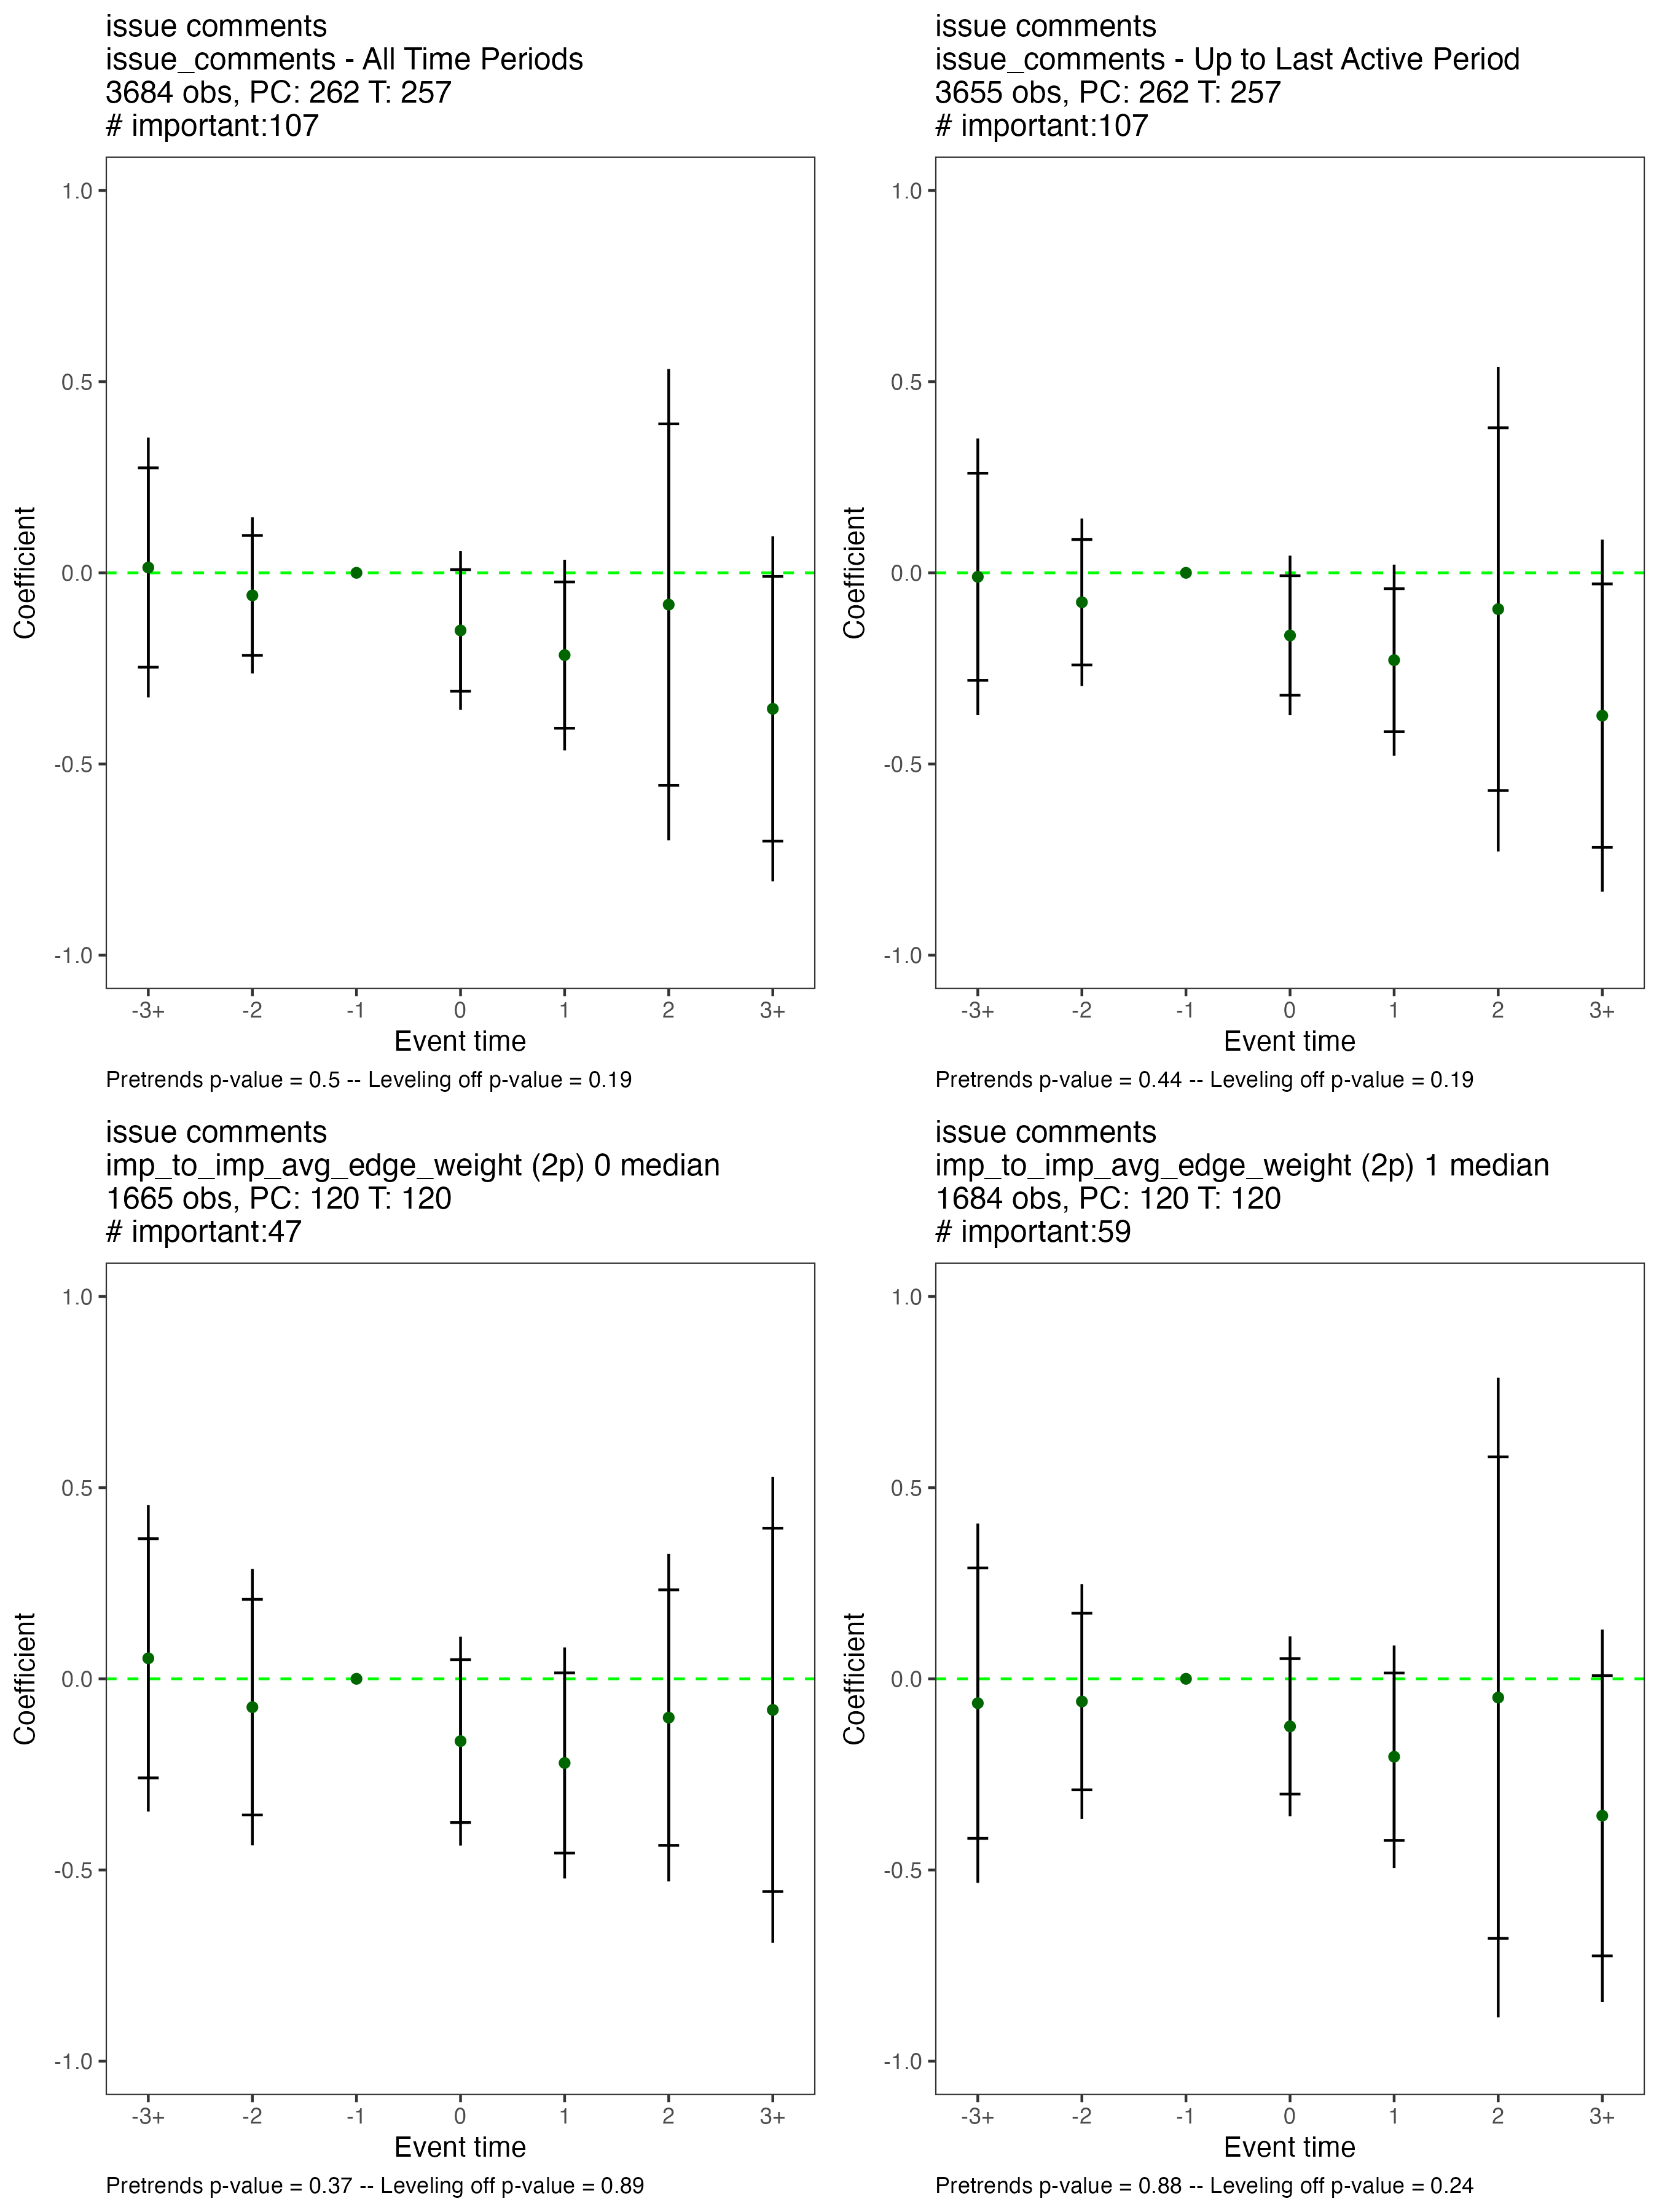 issue comments
issue_comments - All Time Periods
3684 obs, PC: 262 T: 257
# important:107
1.0
0.5
0.0
-0.5
-1.0
Coefficient
-3+ -2 -1 0 1 2 3+
Event time
Pretrends p-value = 0.5 -- Leveling off p-value = 0.19
issue comments
issue_comments - Up to Last Active Period
3655 obs, PC: 262 T: 257
# important:107
1.0
0.5
0.0
-0.5
-1.0
Coefficient
-3+ -2 -1 0 1 2 3+
Event time
Pretrends p-value = 0.44 -- Leveling off p-value = 0.19
issue comments
imp_to_imp_avg_edge_weight (2p) 0 median
1665 obs, PC: 120 T: 120
# important:47
1.0
0.5
0.0
-0.5
-1.0
Coefficient
-3+ -2 -1 0 1 2 3+
Event time
Pretrends p-value = 0.37 -- Leveling off p-value = 0.89
issue comments
imp_to_imp_avg_edge_weight (2p) 1 median
1684 obs, PC: 120 T: 120
# important:59
1.0
0.5
0.0
-0.5
-1.0
Coefficient
-3+ -2 -1 0 1 2 3+
Event time
Pretrends p-value = 0.88 -- Leveling off p-value = 0.24